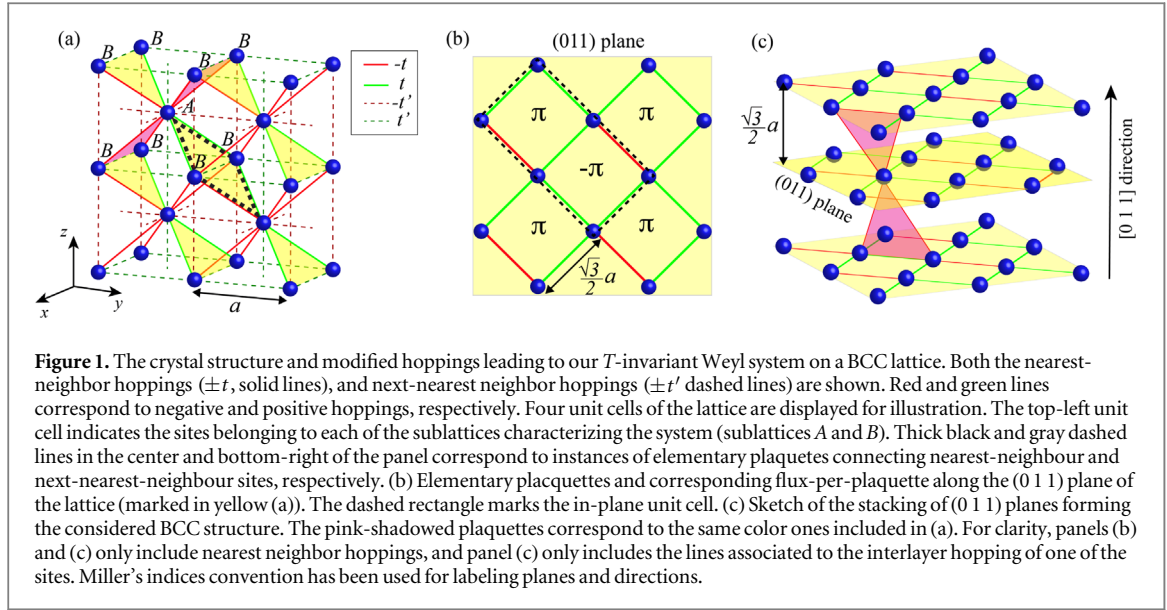 (a)
B
B
B
B
A
B
B
B
B
z
x
y
a
-t
t
-t'
t'
(b)
(011) plane
π
π
-π
π
π
√3/2 a
(c)
√3/2 a
(011) plane
[0 1 1] direction
Figure 1. The crystal structure and modified hoppings leading to our T-invariant Weyl system on a BCC lattice. Both the nearest-
neighbor hoppings (±t, solid lines), and next-nearest neighbor hoppings (±t′ dashed lines) are shown. Red and green lines
correspond to negative and positive hoppings, respectively. Four unit cells of the lattice are displayed for illustration. The top-left unit
cell indicates the sites belonging to each of the sublattices characterizing the system (sublattices A and B). Thick black and gray dashed
lines in the center and bottom-right of the panel correspond to instances of elementary plaquetes connecting nearest-neighbour and
next-nearest-neighbour sites, respectively. (b) Elementary placquettes and corresponding flux-per-plaquette along the (0 1 1) plane of
the lattice (marked in yellow (a)). The dashed rectangle marks the in-plane unit cell. (c) Sketch of the stacking of (0 1 1) planes forming
the considered BCC structure. The pink-shadowed plaquettes correspond to the same color ones included in (a). For clarity, panels (b)
and (c) only include nearest neighbor hoppings, and panel (c) only includes the lines associated to the interlayer hopping of one of the
sites. Miller's indices convention has been used for labeling planes and directions.